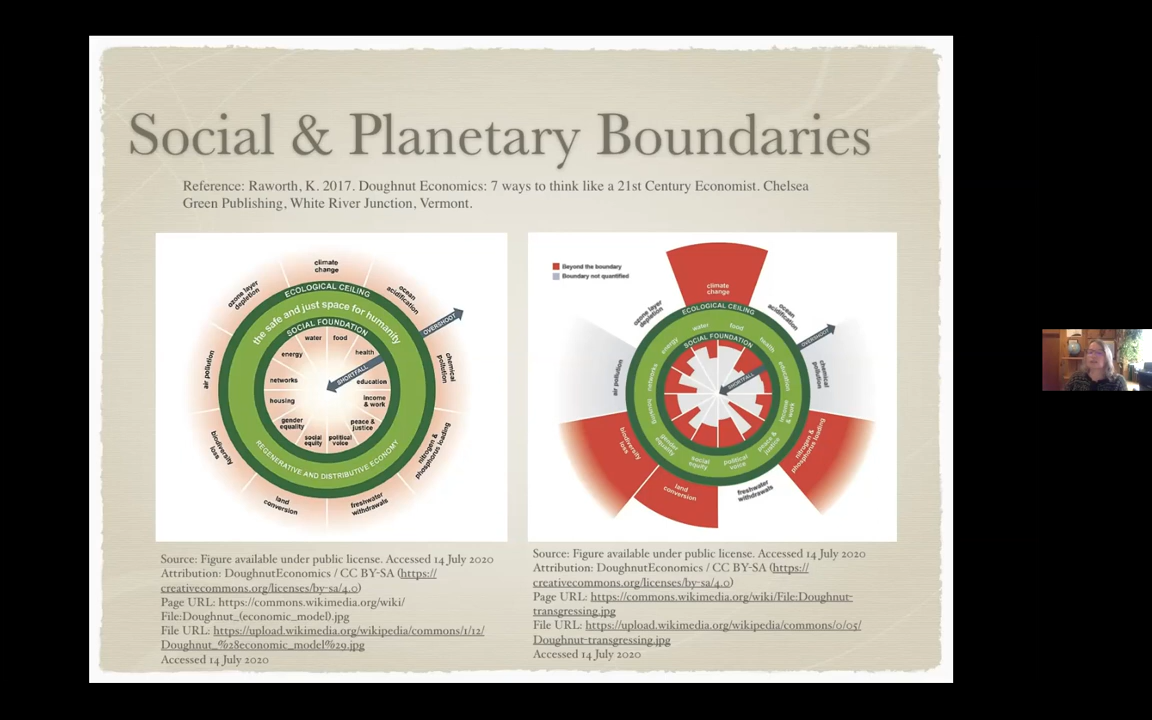 Social & Planetary Boundaries
Reference: Raworth, K. 2017. Doughnut Economics: 7 ways to think like a 21st Century Economist. Chelsea
Green Publishing, White River Junction, Vermont.
climate
change
ozone layer
depletion
ocean
acidification
air pollution
chemical
pollution
biodiversity
loss
nitrogen &
phosphorus loading
land
conversion
freshwater
withdrawals
ECOLOGICAL CEILING
the safe and just space for humanity
SOCIAL FOUNDATION
OVERSHOOT
SHORTFALL
water
food
energy
health
networks
education
housing
income
& work
gender
equality
peace &
justice
social
equity
political
voice
REGENERATIVE AND DISTRIBUTIVE ECONOMY
Beyond the boundary
Boundary not quantified
climate
change
ozone layer
depletion
ocean
acidification
air pollution
chemical
pollution
biodiversity
loss
nitrogen &
phosphorus loading
land
conversion
freshwater
withdrawals
ECOLOGICAL CEILING
SOCIAL FOUNDATION
OVERSHOOT
SHORTFALL
water
food
energy
health
networks
education
housing
income
& work
gender
equality
peace &
justice
social
equity
political
voice
Source: Figure available under public license. Accessed 14 July 2020
Attribution: DoughnutEconomics / CC BY-SA (https://
creativecommons.org/licenses/by-sa/4.0)
Page URL: https://commons.wikimedia.org/wiki/
File:Doughnut_(economic_model).jpg
File URL: https://upload.wikimedia.org/wikipedia/commons/1/12/
Doughnut_%28economic_model%29.jpg
Accessed 14 July 2020
Source: Figure available under public license. Accessed 14 July 2020
Attribution: DoughnutEconomics / CC BY-SA (https://
creativecommons.org/licenses/by-sa/4.0)
Page URL: https://commons.wikimedia.org/wiki/File:Doughnut-
transgressing.jpg
File URL: https://upload.wikimedia.org/wikipedia/commons/0/05/
Doughnut-transgressing.jpg
Accessed 14 July 2020